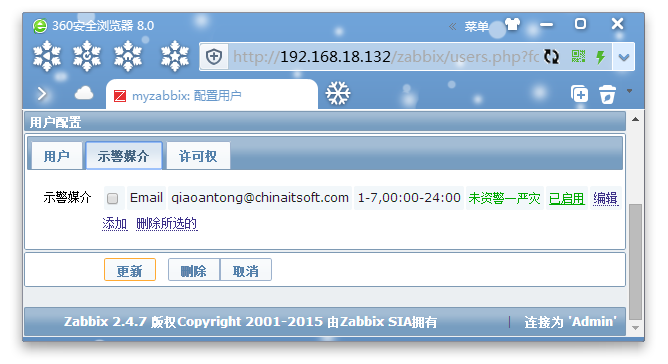 360安全浏览器 8.0
菜单
http://192.168.18.132/zabbix/users.php?fo
myzabbix: 配置用户
用户配置
用户 示警媒介 许可权
示警媒介 Email qiaoantong@chinaitsoft.com 1-7,00:00-24:00 未资警一严灾 已启用 编辑
添加 删除所选的
更新 删除 取消
Zabbix 2.4.7 版权Copyright 2001-2015 由Zabbix SIA拥有 | 连接为 'Admin'